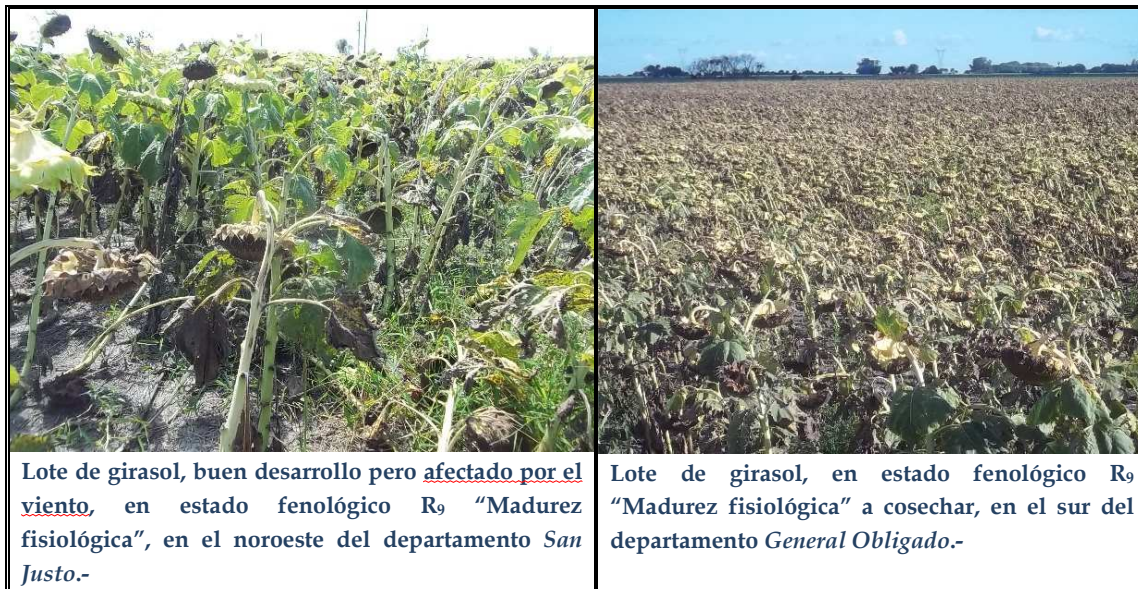 Lote de girasol, buen desarrollo pero afectado por el
viento, en estado fenológico R₉ “Madurez
fisiológica”, en el noroeste del departamento San
Justo.-
Lote de girasol, en estado fenológico R₉
“Madurez fisiológica” a cosechar, en el sur del
departamento General Obligado.-